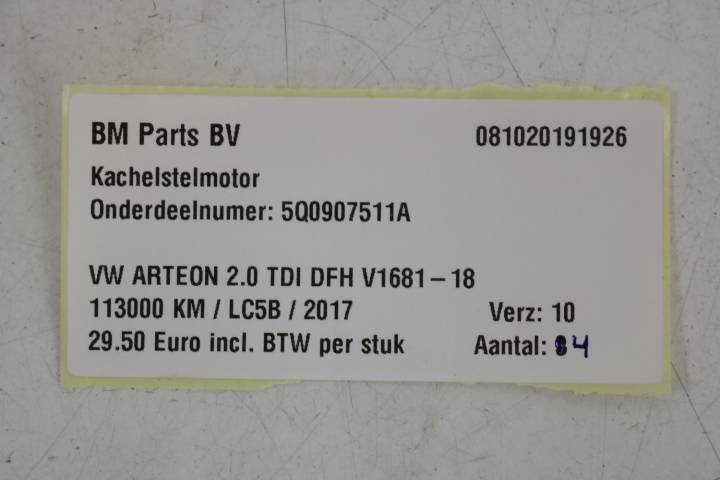 BM Parts BV 081020191926
Kachelstelmotor
Onderdeelnumer: 5Q0907511A
VW ARTEON 2.0 TDI DFH V1681-18
113000 KM / LC5B / 2017 Verz: 10
29.50 Euro incl. BTW per stuk Aantal: 4